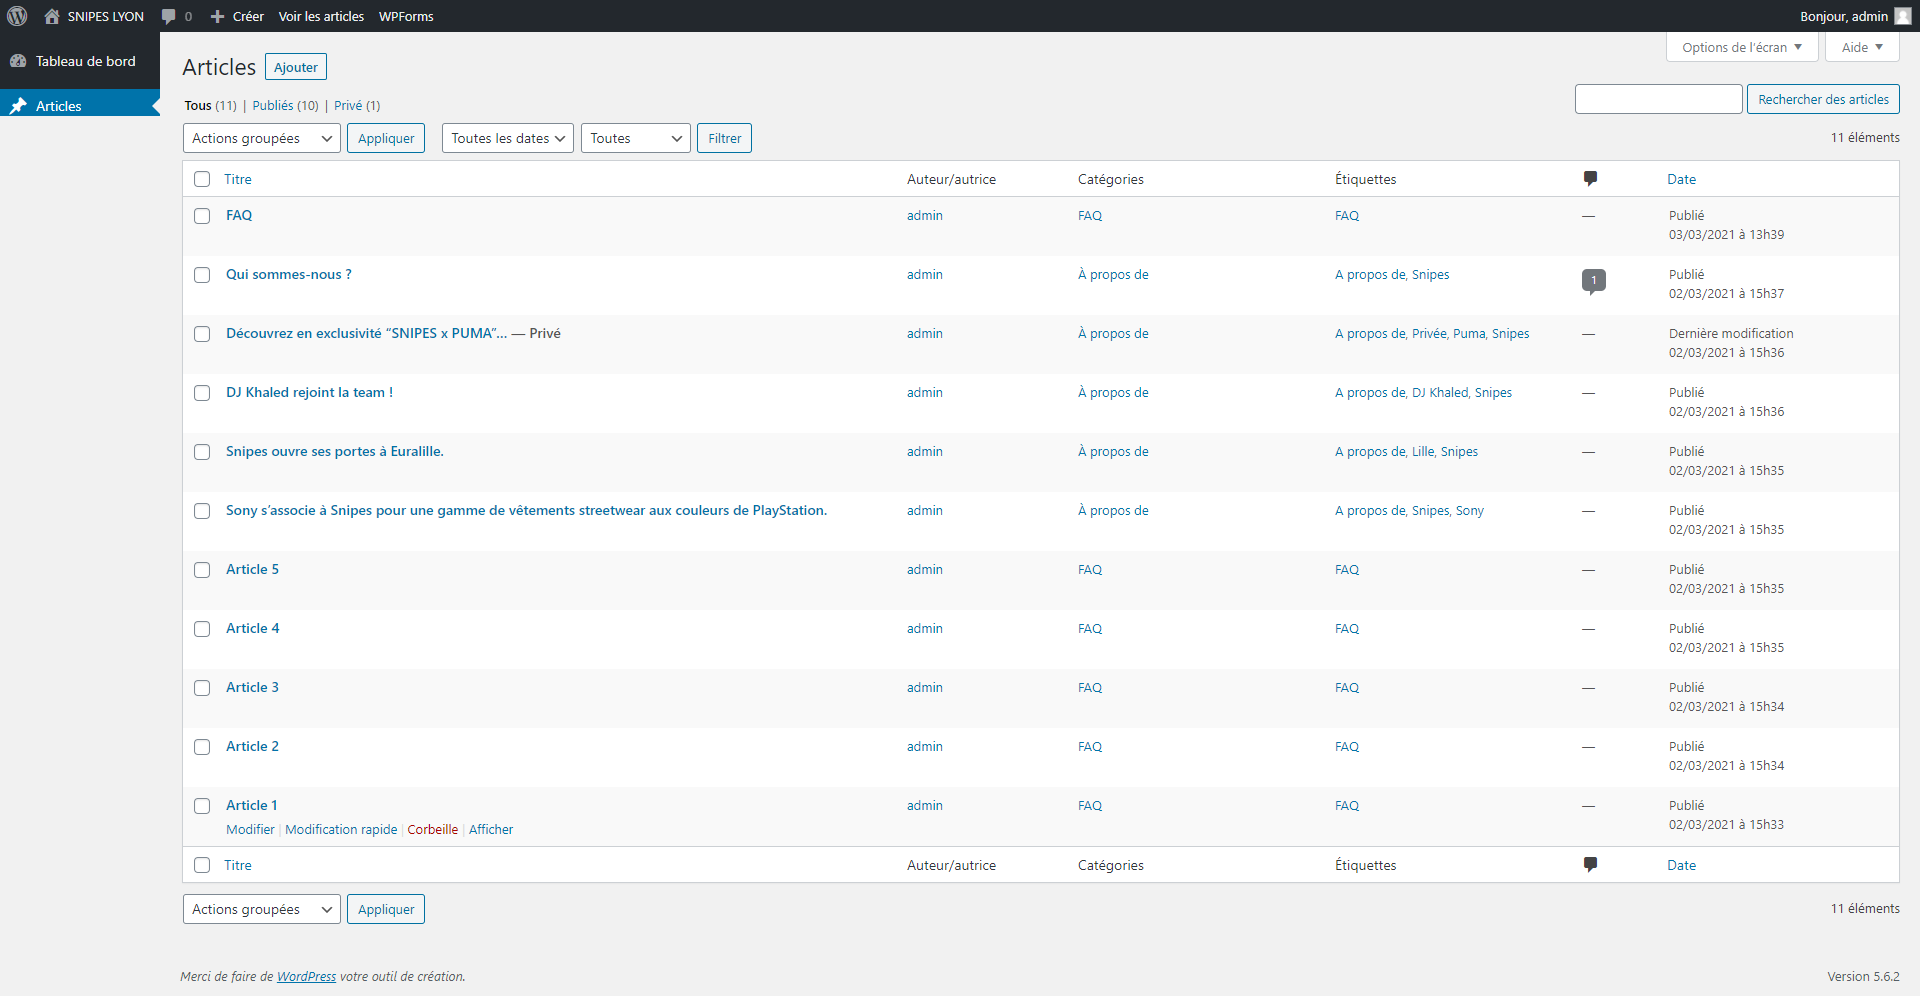 SNIPES LYON 0 Créer Voir les articles WPForms Bonjour, admin
Tableau de bord
Articles
Options de l'écran Aide
Articles Ajouter
Tous (11) | Publiés (10) | Privé (1)
Rechercher des articles
Actions groupées Appliquer Toutes les dates Toutes Filtrer 11 éléments
Titre Auteur/autrice Catégories Étiquettes Date
FAQ admin FAQ FAQ — Publié
03/03/2021 à 13h39
Qui sommes-nous ? admin À propos de A propos de, Snipes 1 Publié
02/03/2021 à 15h37
Découvrez en exclusivité “SNIPES x PUMA”… — Privé admin À propos de A propos de, Privée, Puma, Snipes — Dernière modification
02/03/2021 à 15h36
DJ Khaled rejoint la team ! admin À propos de A propos de, DJ Khaled, Snipes — Publié
02/03/2021 à 15h36
Snipes ouvre ses portes à Euralille. admin À propos de A propos de, Lille, Snipes — Publié
02/03/2021 à 15h35
Sony s’associe à Snipes pour une gamme de vêtements streetwear aux couleurs de PlayStation. admin À propos de A propos de, Snipes, Sony — Publié
02/03/2021 à 15h35
Article 5 admin FAQ FAQ — Publié
02/03/2021 à 15h35
Article 4 admin FAQ FAQ — Publié
02/03/2021 à 15h35
Article 3 admin FAQ FAQ — Publié
02/03/2021 à 15h34
Article 2 admin FAQ FAQ — Publié
02/03/2021 à 15h34
Article 1 admin FAQ FAQ — Publié
Modifier | Modification rapide | Corbeille | Afficher 02/03/2021 à 15h33
Titre Auteur/autrice Catégories Étiquettes Date
Actions groupées Appliquer 11 éléments
Merci de faire de WordPress votre outil de création. Version 5.6.2